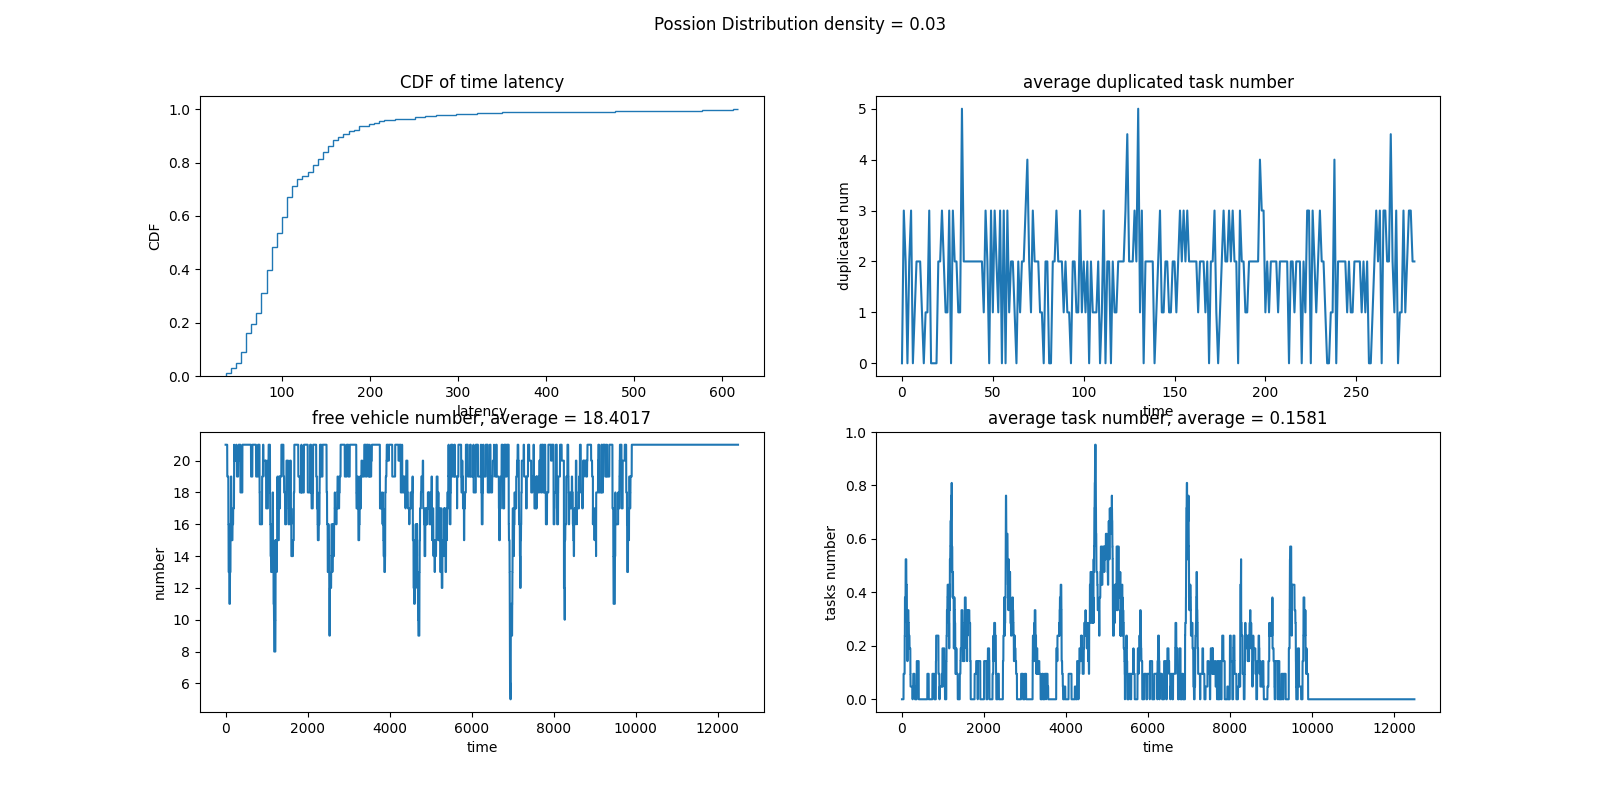 Possion Distribution density = 0.03
CDF of time latency
1.0
0.8
0.6
0.4
0.2
0.0
CDF
100 200 300 400 500 600
latency
average duplicated task number
5
4
3
2
1
0
duplicated num
0 50 100 150 200 250
time
free vehicle number, average = 18.4017
20
18
16
14
12
10
8
6
number
0 2000 4000 6000 8000 10000 12000
time
average task number, average = 0.1581
1.0
0.8
0.6
0.4
0.2
0.0
tasks number
0 2000 4000 6000 8000 10000 12000
time